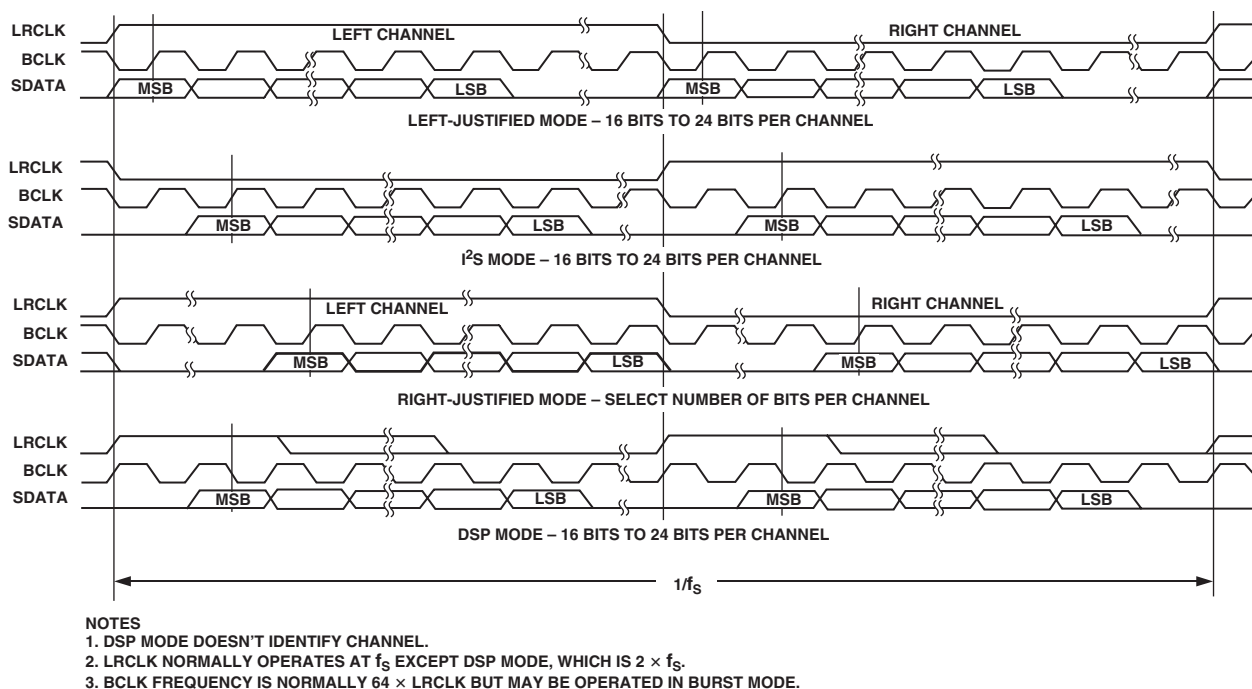 LRCLK
LEFT CHANNEL
RIGHT CHANNEL
BCLK
SDATA
MSB
LSB
MSB
LSB
LEFT-JUSTIFIED MODE – 16 BITS TO 24 BITS PER CHANNEL
LRCLK
BCLK
SDATA
MSB
LSB
MSB
LSB
I²S MODE – 16 BITS TO 24 BITS PER CHANNEL
LRCLK
LEFT CHANNEL
RIGHT CHANNEL
BCLK
SDATA
MSB
LSB
MSB
LSB
RIGHT-JUSTIFIED MODE – SELECT NUMBER OF BITS PER CHANNEL
LRCLK
BCLK
SDATA
MSB
LSB
MSB
LSB
DSP MODE – 16 BITS TO 24 BITS PER CHANNEL
1/fS
NOTES
1. DSP MODE DOESN'T IDENTIFY CHANNEL.
2. LRCLK NORMALLY OPERATES AT fS EXCEPT DSP MODE, WHICH IS 2 × fS.
3. BCLK FREQUENCY IS NORMALLY 64 × LRCLK BUT MAY BE OPERATED IN BURST MODE.